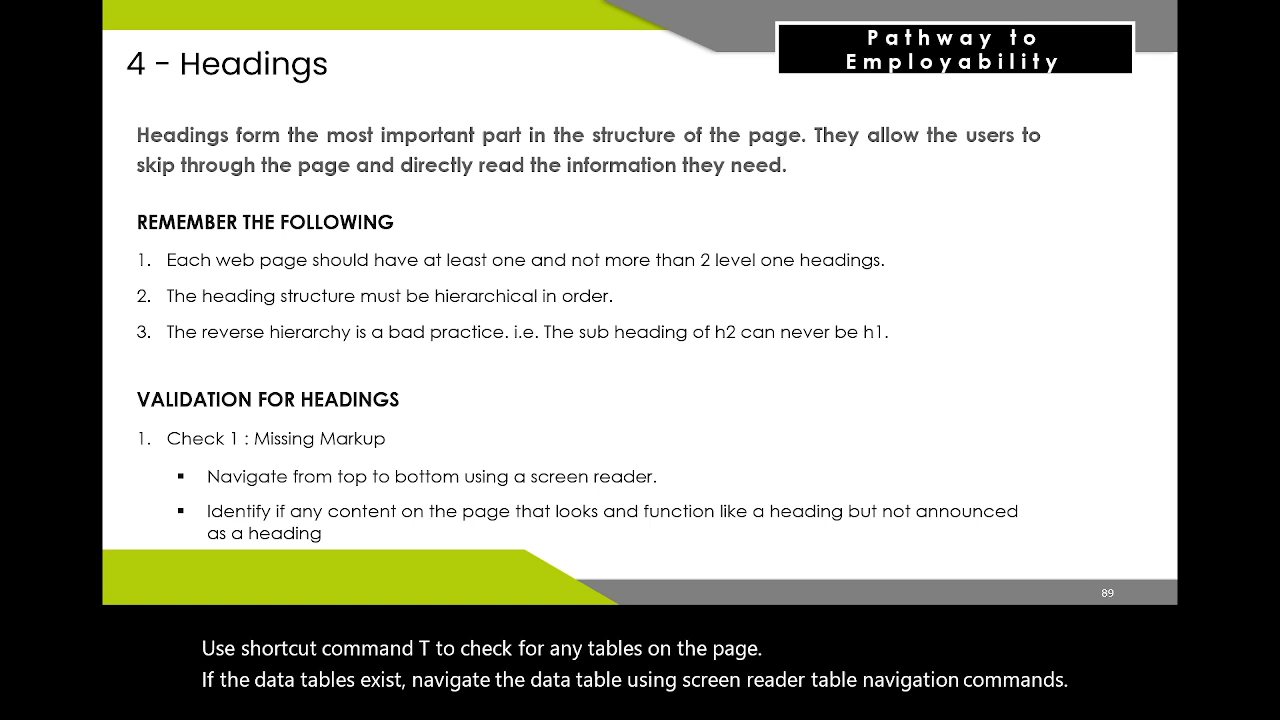 4 - Headings
Pathway to
Employability
Headings form the most important part in the structure of the page. They allow the users to
skip through the page and directly read the information they need.
REMEMBER THE FOLLOWING
1. Each web page should have at least one and not more than 2 level one headings.
2. The heading structure must be hierarchical in order.
3. The reverse hierarchy is a bad practice. i.e. The sub heading of h2 can never be h1.
VALIDATION FOR HEADINGS
1. Check 1 : Missing Markup
▪ Navigate from top to bottom using a screen reader.
▪ Identify if any content on the page that looks and function like a heading but not announced
as a heading
89
Use shortcut command T to check for any tables on the page.
If the data tables exist, navigate the data table using screen reader table navigation commands.